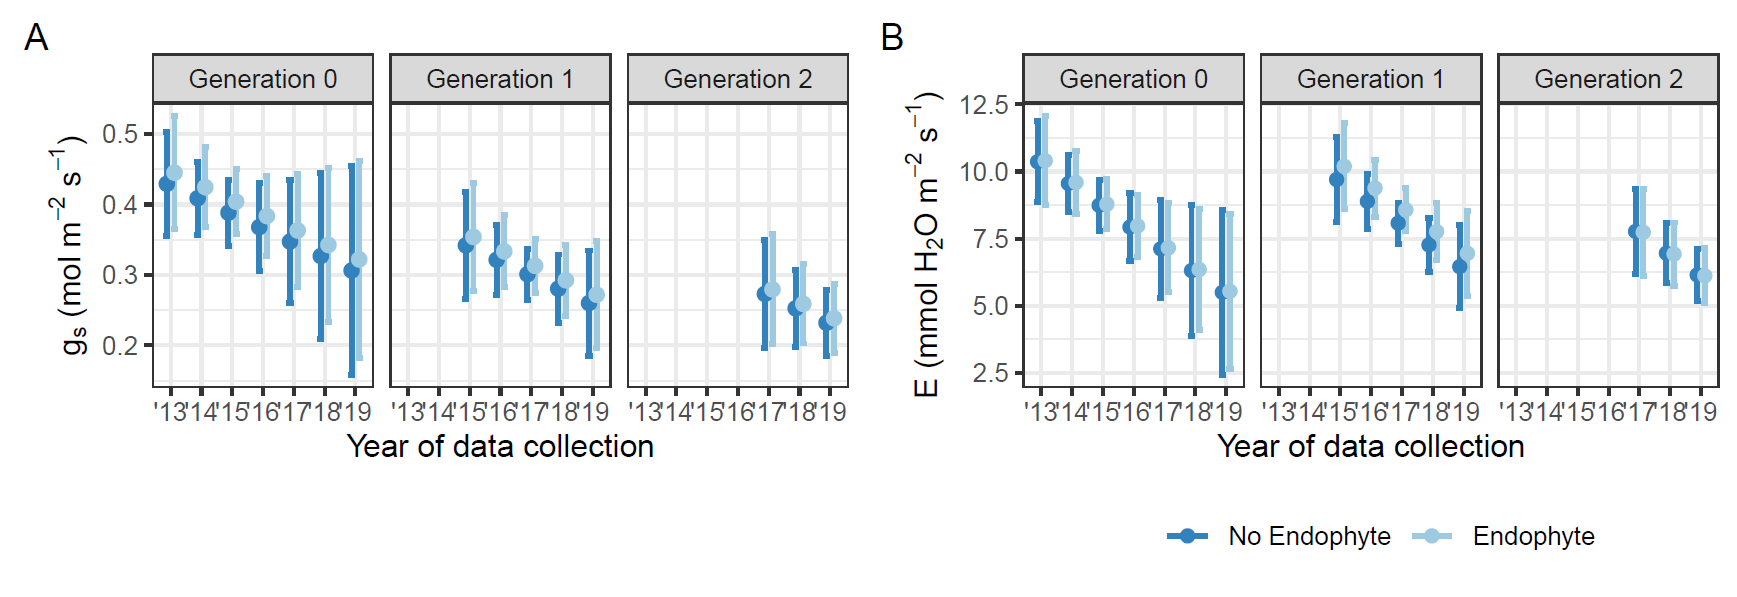 A
Generation 0
Generation 1
Generation 2
0.5
0.4
0.3
0.2
gs (mol m−2 s−1)
'13 '14 '15 '16 '17 '18 '19
'13 '14 '15 '16 '17 '18 '19
'13 '14 '15 '16 '17 '18 '19
Year of data collection
B
Generation 0
Generation 1
Generation 2
12.5
10.0
7.5
5.0
2.5
E (mmol H2O m−2 s−1)
'13 '14 '15 '16 '17 '18 '19
'13 '14 '15 '16 '17 '18 '19
'13 '14 '15 '16 '17 '18 '19
Year of data collection
No Endophyte
Endophyte